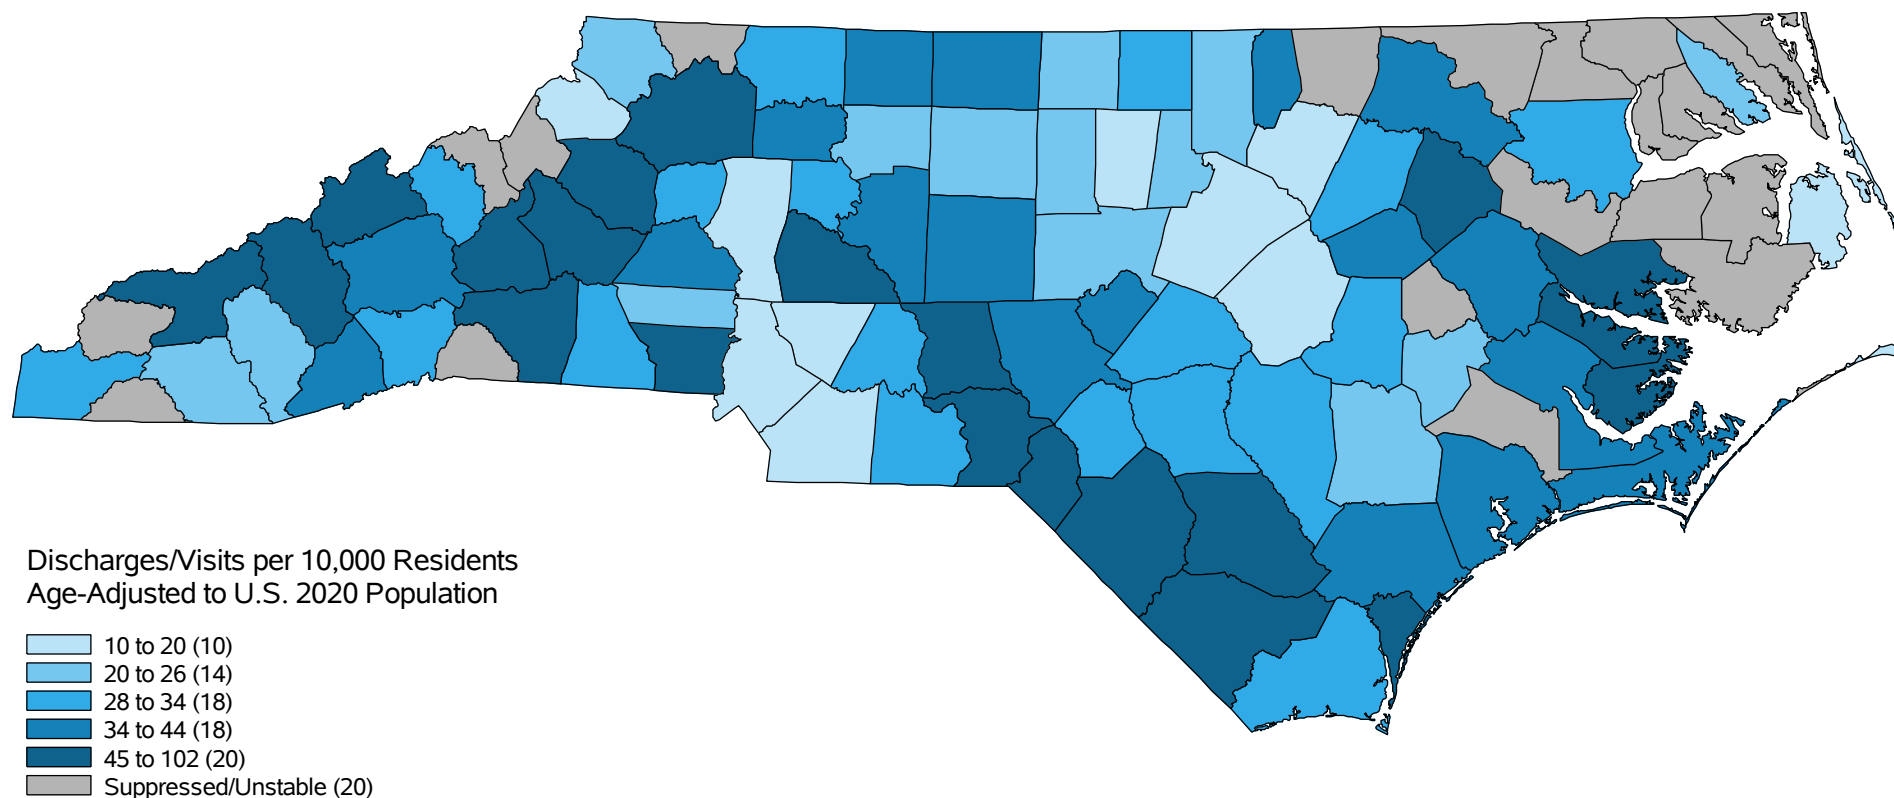 Discharges/Visits per 10,000 Residents
Age-Adjusted to U.S. 2020 Population
10 to 20 (10)
20 to 26 (14)
28 to 34 (18)
34 to 44 (18)
45 to 102 (20)
Suppressed/Unstable (20)